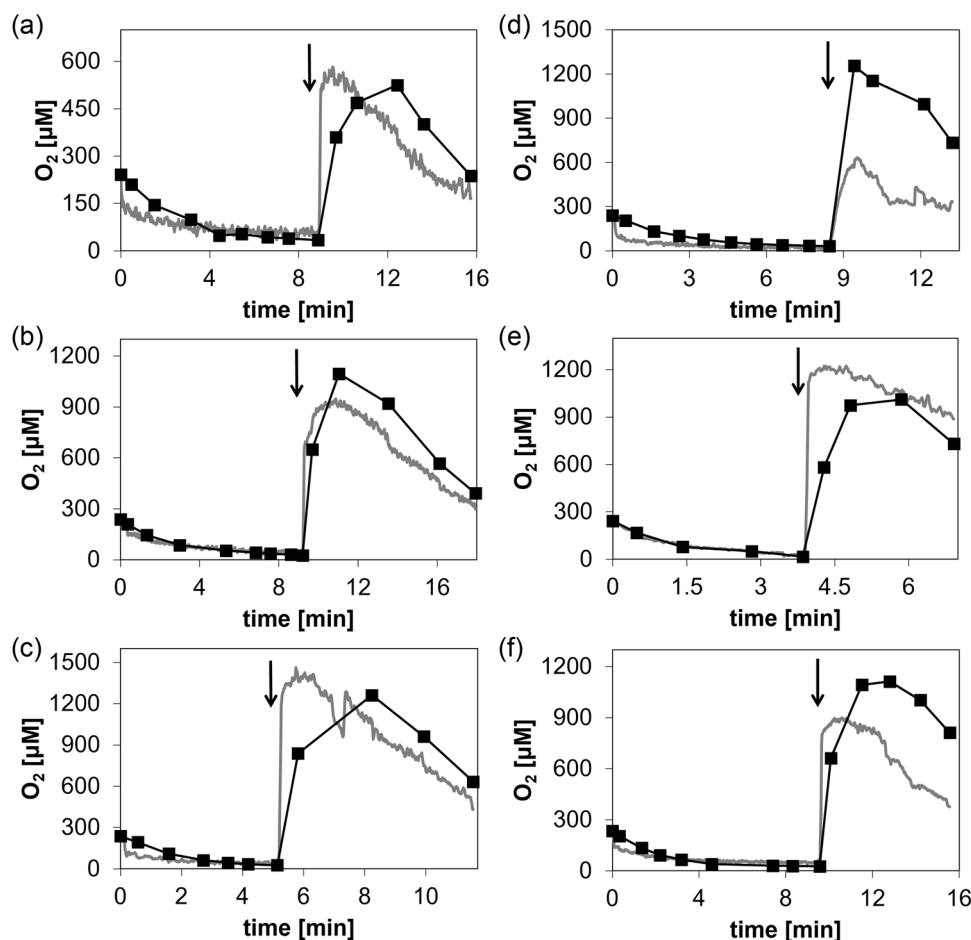 (a)
O2 [µM]
600
450
300
150
0
0 4 8 12 16
time [min]
(b)
O2 [µM]
1200
900
600
300
0
0 4 8 12 16
time [min]
(c)
O2 [µM]
1500
1200
900
600
300
0
0 2 4 6 8 10
time [min]
(d)
O2 [µM]
1500
1200
900
600
300
0
0 3 6 9 12
time [min]
(e)
O2 [µM]
1200
900
600
300
0
0 1.5 3 4.5 6
time [min]
(f)
O2 [µM]
1200
900
600
300
0
0 4 8 12 16
time [min]